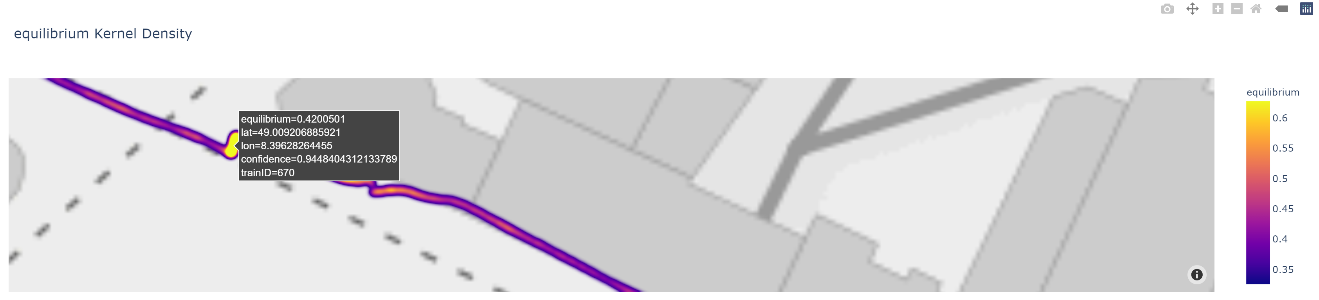 equilibrium Kernel Density
equilibrium=0.4200501
lat=49.009206885921
lon=8.39628264455
confidence=0.9448404312133789
trainID=670
equilibrium
0.6
0.55
0.5
0.45
0.4
0.35